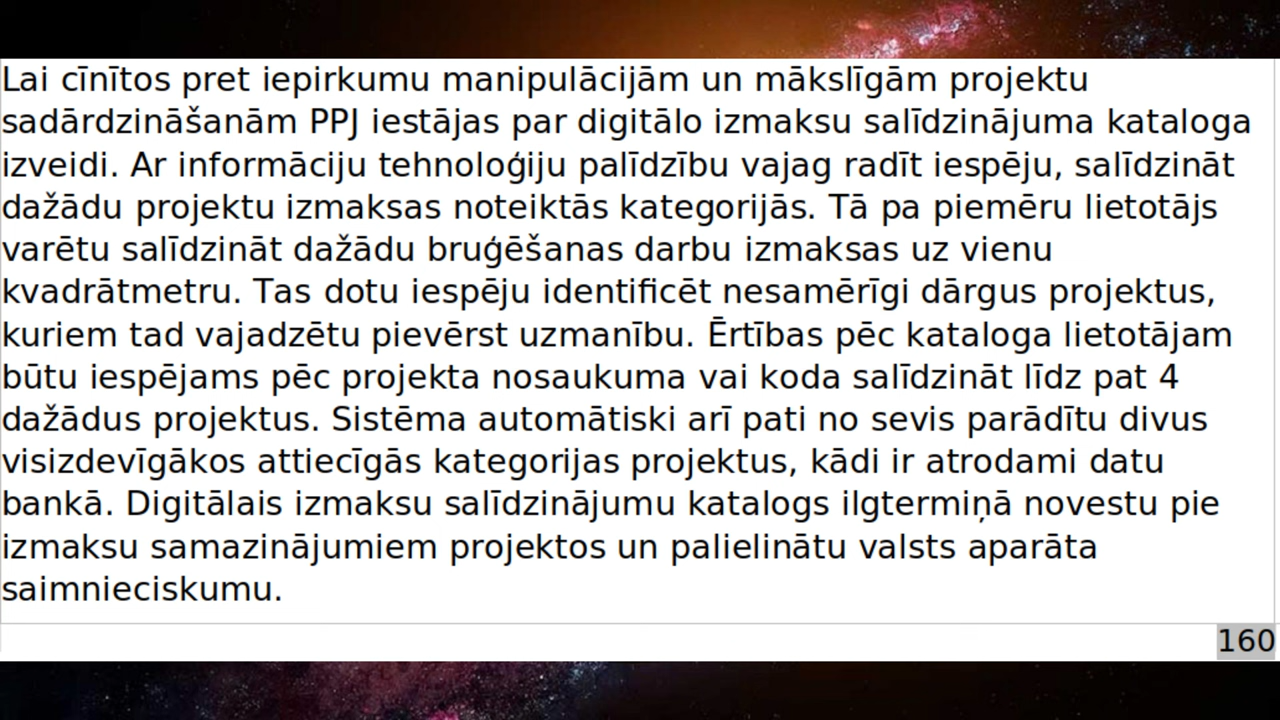 Lai cīnītos pret iepirkumu manipulācijām un mākslīgām projektu
sadārdzināšanām PPJ iestājas par digitālo izmaksu salīdzinājuma kataloga
izveidi. Ar informāciju tehnoloģiju palīdzību vajag radīt iespēju, salīdzināt
dažādu projektu izmaksas noteiktās kategorijās. Tā pa piemēru lietotājs
varētu salīdzināt dažādu bruģēšanas darbu izmaksas uz vienu
kvadrātmetru. Tas dotu iespēju identificēt nesamērīgi dārgus projektus,
kuriem tad vajadzētu pievērst uzmanību. Ērtības pēc kataloga lietotājam
būtu iespējams pēc projekta nosaukuma vai koda salīdzināt līdz pat 4
dažādus projektus. Sistēma automātiski arī pati no sevis parādītu divus
visizdevīgākos attiecīgās kategorijas projektus, kādi ir atrodami datu
bankā. Digitālais izmaksu salīdzinājumu katalogs ilgtermiņā novestu pie
izmaksu samazinājumiem projektos un palielinātu valsts aparāta
saimnieciskumu.
160